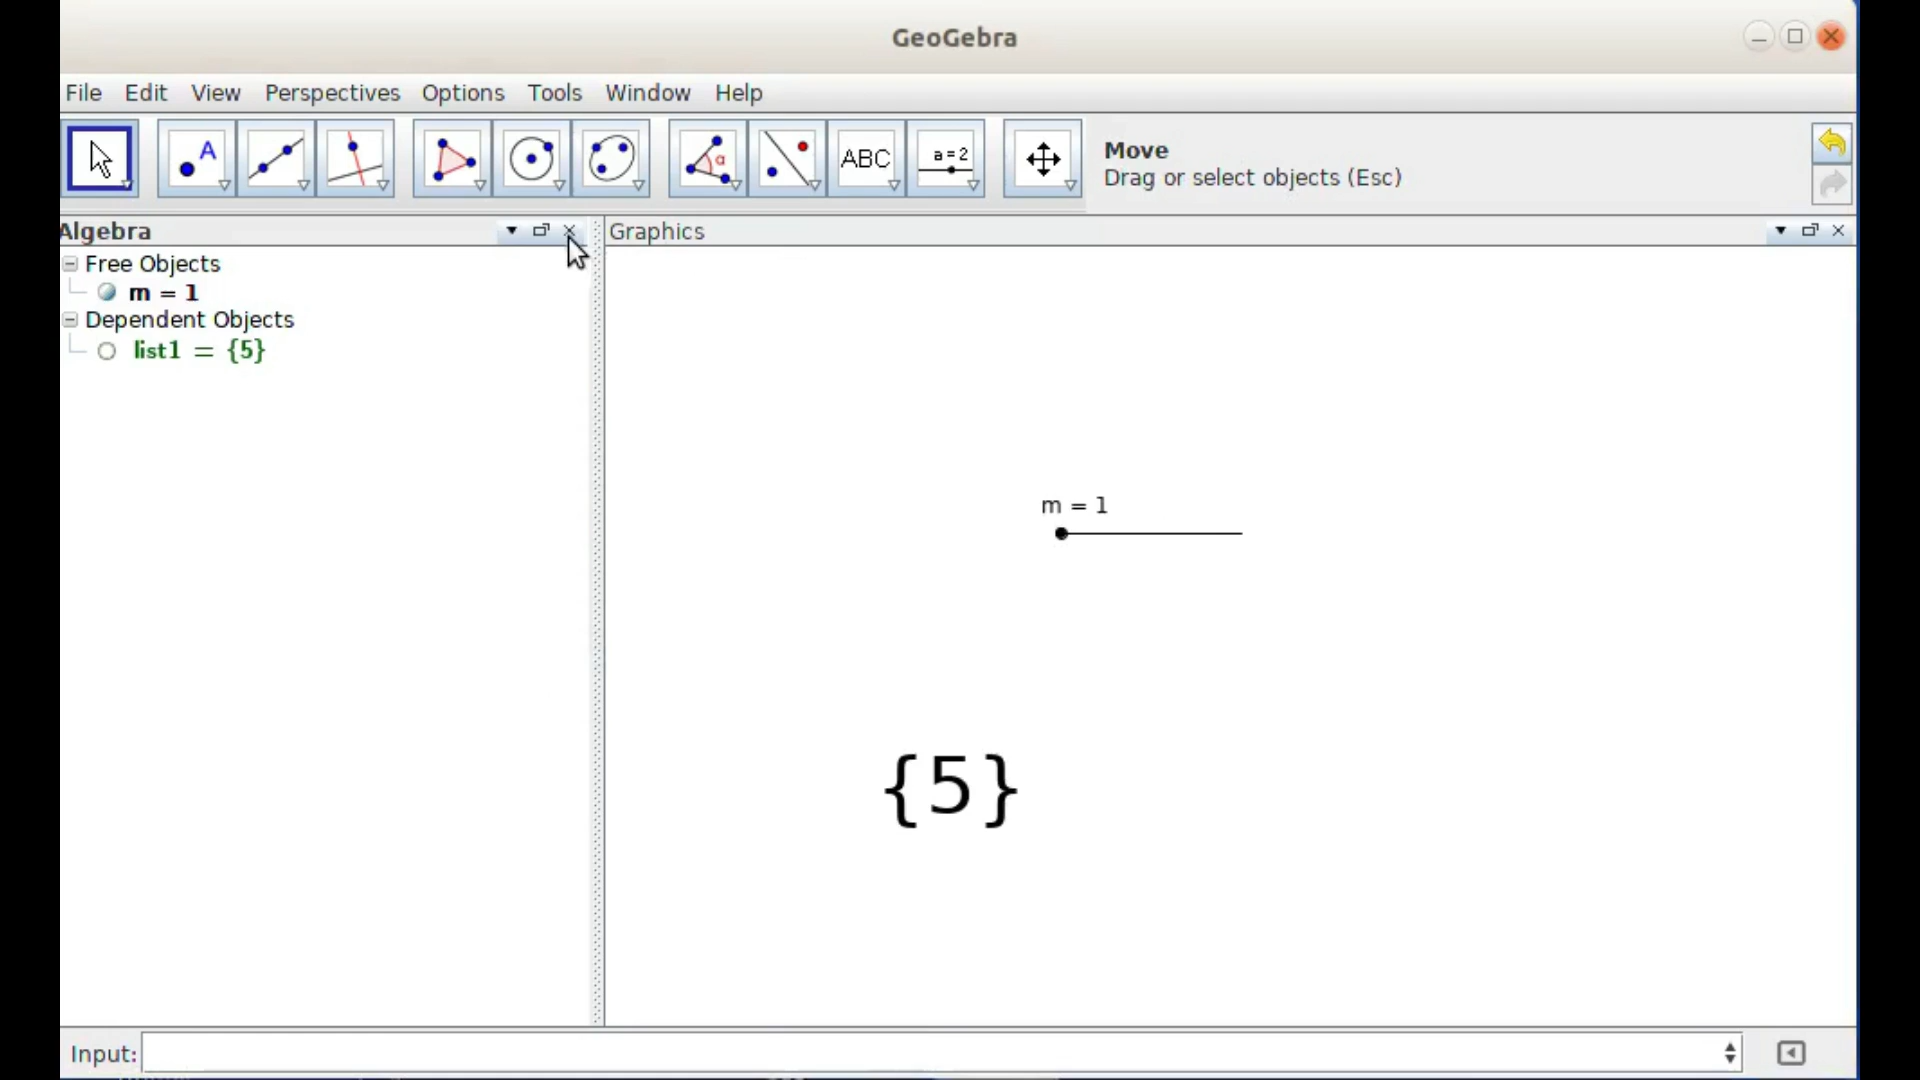 GeoGebra
File Edit View Perspectives Options Tools Window Help
A
α
ABC
a=2
Move
Drag or select objects (Esc)
Algebra
Graphics
Free Objects
m = 1
Dependent Objects
list1 = {5}
m = 1
{5}
Input: